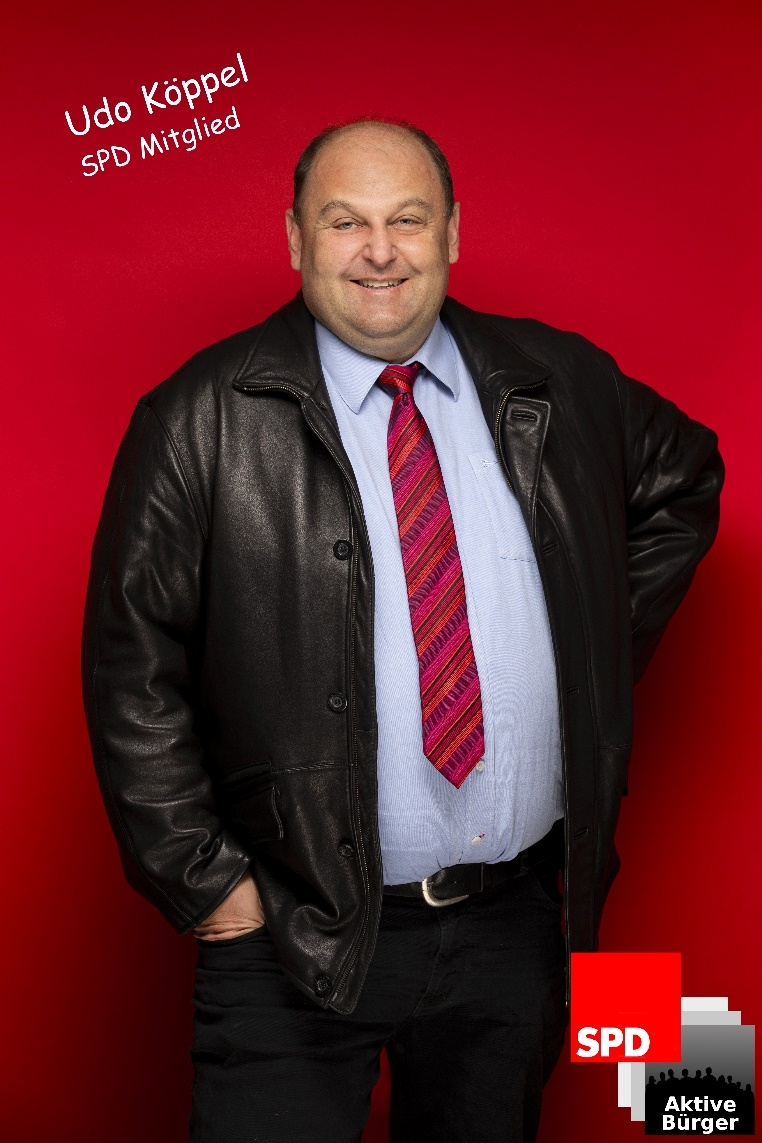 Udo Köppel
SPD Mitglied
SPD
Aktive
Bürger